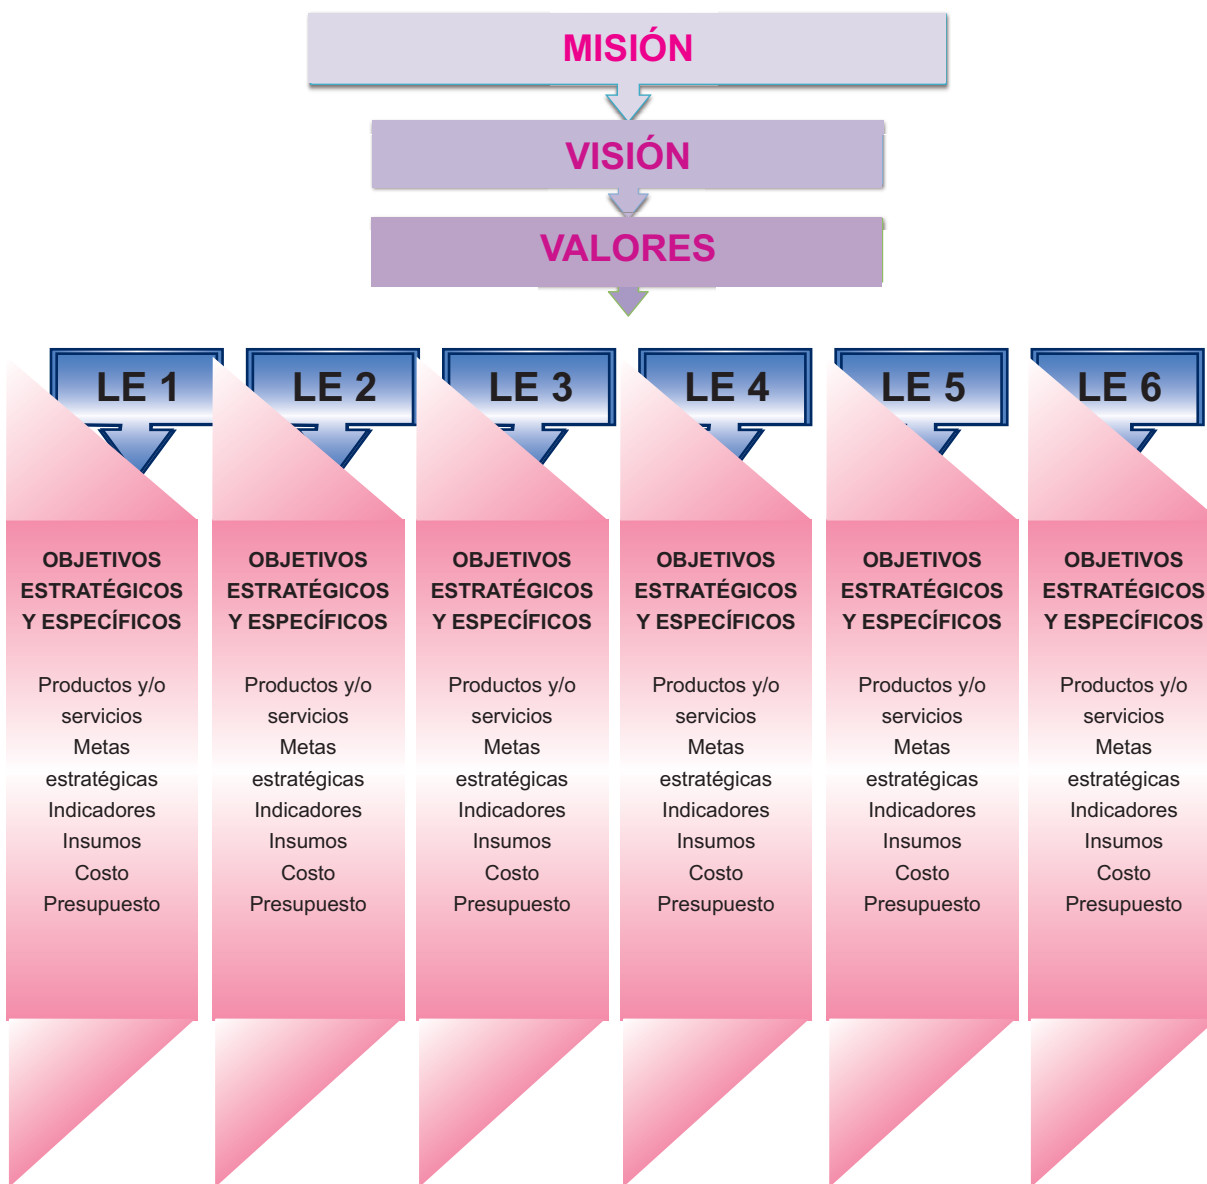 MISIÓN
VISIÓN
VALORES
LE 1
LE 2
LE 3
LE 4
LE 5
LE 6
OBJETIVOS
ESTRATÉGICOS
Y ESPECÍFICOS
Productos y/o
servicios
Metas
estratégicas
Indicadores
Insumos
Costo
Presupuesto
OBJETIVOS
ESTRATÉGICOS
Y ESPECÍFICOS
Productos y/o
servicios
Metas
estratégicas
Indicadores
Insumos
Costo
Presupuesto
OBJETIVOS
ESTRATÉGICOS
Y ESPECÍFICOS
Productos y/o
servicios
Metas
estratégicas
Indicadores
Insumos
Costo
Presupuesto
OBJETIVOS
ESTRATÉGICOS
Y ESPECÍFICOS
Productos y/o
servicios
Metas
estratégicas
Indicadores
Insumos
Costo
Presupuesto
OBJETIVOS
ESTRATÉGICOS
Y ESPECÍFICOS
Productos y/o
servicios
Metas
estratégicas
Indicadores
Insumos
Costo
Presupuesto
OBJETIVOS
ESTRATÉGICOS
Y ESPECÍFICOS
Productos y/o
servicios
Metas
estratégicas
Indicadores
Insumos
Costo
Presupuesto